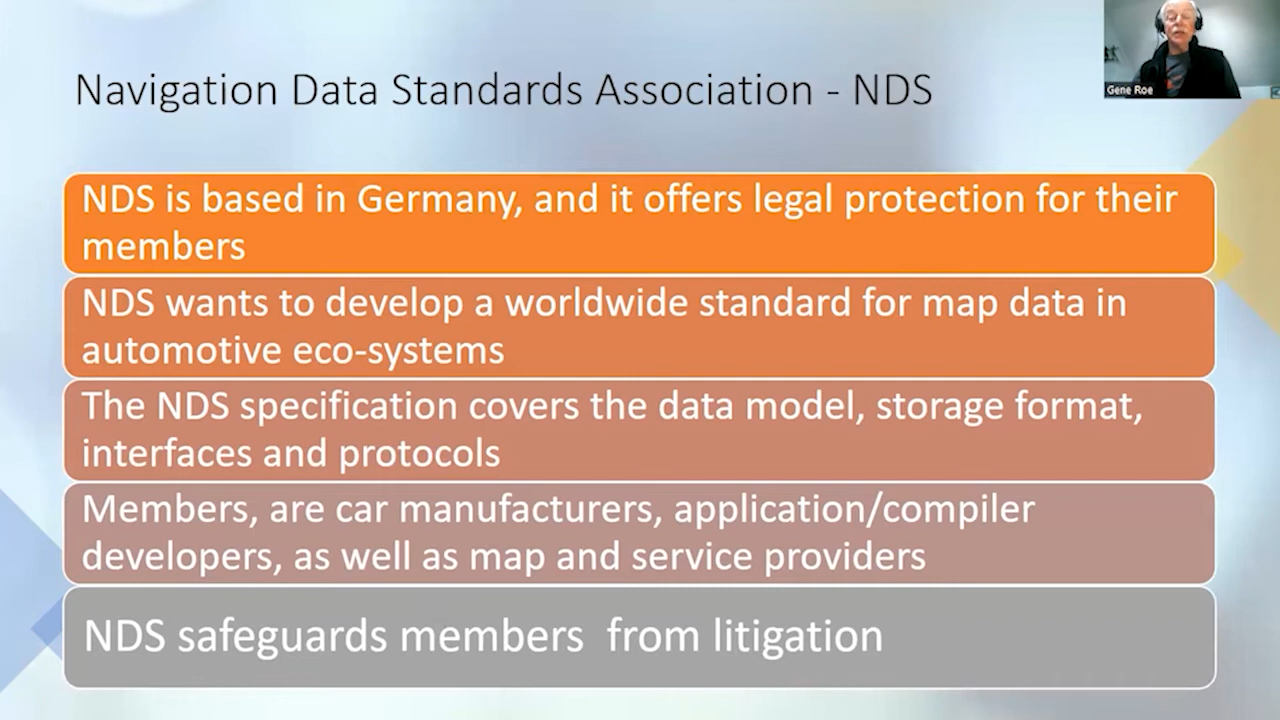 Navigation Data Standards Association - NDS
Gene Roe
NDS is based in Germany, and it offers legal protection for their
members
NDS wants to develop a worldwide standard for map data in
automotive eco-systems
The NDS specification covers the data model, storage format,
interfaces and protocols
Members, are car manufacturers, application/compiler
developers, as well as map and service providers
NDS safeguards members  from litigation